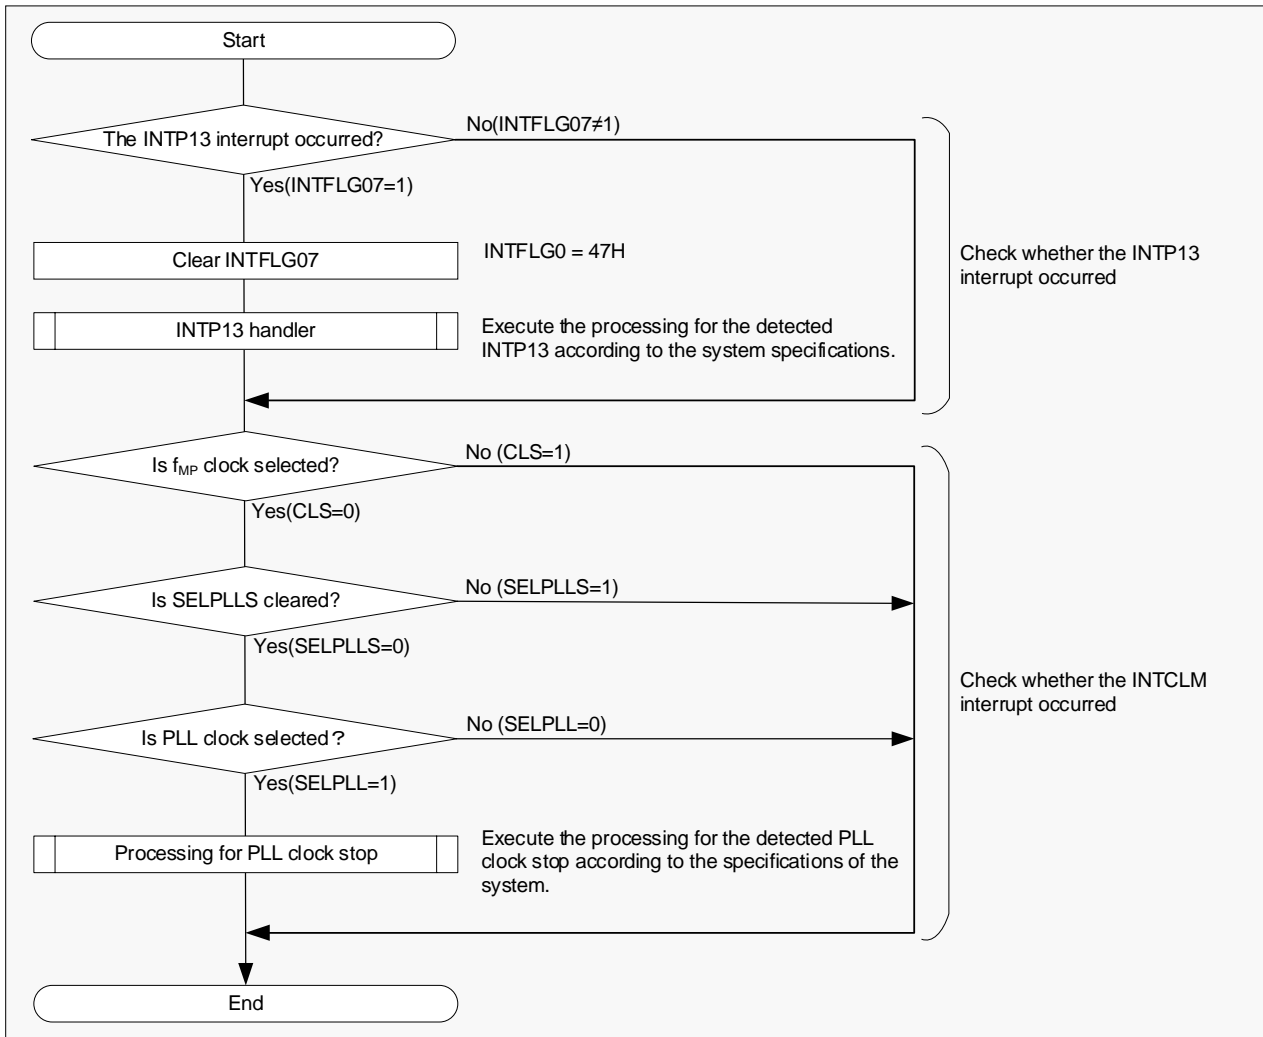 Start
The INTP13 interrupt occurred?
No(INTFLG07≠1)
Yes(INTFLG07=1)
Clear INTFLG07
INTFLG0 = 47H
INTP13 handler
Execute the processing for the detected
INTP13 according to the system specifications.
Check whether the INTP13
interrupt occurred
Is fMP clock selected?
No (CLS=1)
Yes(CLS=0)
Is SELPLLS cleared?
No (SELPLLS=1)
Yes(SELPLLS=0)
Is PLL clock selected?
No (SELPLL=0)
Yes(SELPLL=1)
Check whether the INTCLM
interrupt occurred
Processing for PLL clock stop
Execute the processing for the detected PLL
clock stop according to the specifications of the
system.
End